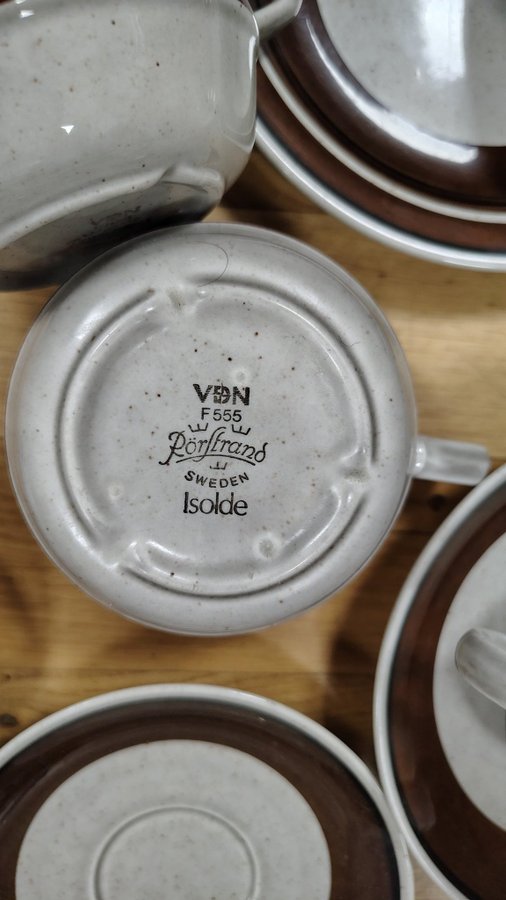 VDN
F555
Rörstrand
SWEDEN
Isolde